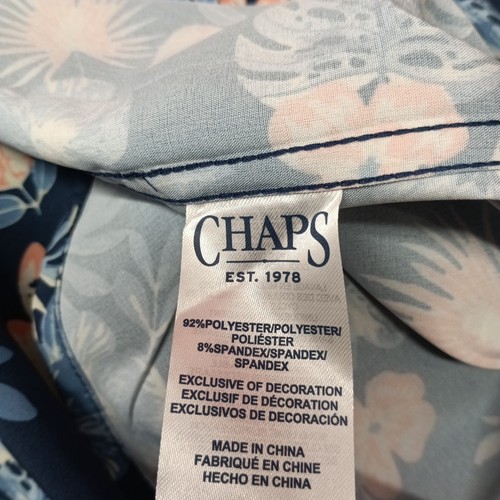 CHAPS
EST. 1978
92%POLYESTER/POLYESTER/
POLIÉSTER
8%SPANDEX/SPANDEX/
SPANDEX
EXCLUSIVE OF DECORATION
EXCLUSIF DE DÉCORATION
EXCLUSIVOS DE DECORACIÓN
MADE IN CHINA
FABRIQUÉ EN CHINE
HECHO EN CHINA